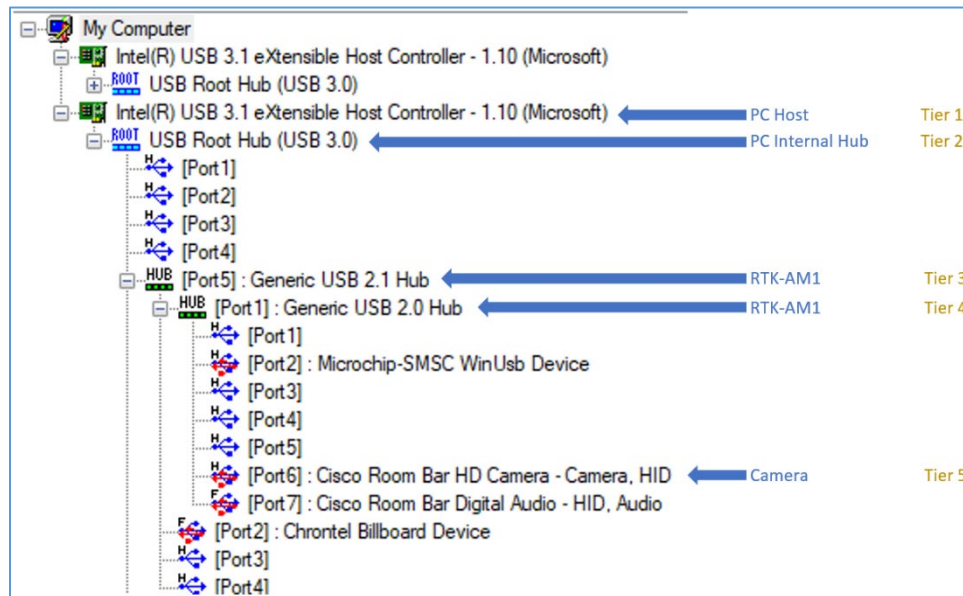 My Computer
Intel(R) USB 3.1 eXtensible Host Controller - 1.10 (Microsoft)
ROOT USB Root Hub (USB 3.0)
Intel(R) USB 3.1 eXtensible Host Controller - 1.10 (Microsoft) PC Host Tier 1
ROOT USB Root Hub (USB 3.0) PC Internal Hub Tier 2
H [Port1]
H [Port2]
H [Port3]
H [Port4]
HUB [Port5] : Generic USB 2.1 Hub RTK-AM1 Tier 3
HUB [Port1] : Generic USB 2.0 Hub RTK-AM1 Tier 4
H [Port1]
H [Port2] : Microchip-SMSC WinUsb Device
H [Port3]
H [Port4]
H [Port5]
H [Port6] : Cisco Room Bar HD Camera - Camera, HID Camera Tier 5
F [Port7] : Cisco Room Bar Digital Audio - HID, Audio
F [Port2] : Chrontel Billboard Device
H [Port3]
H [Port4]